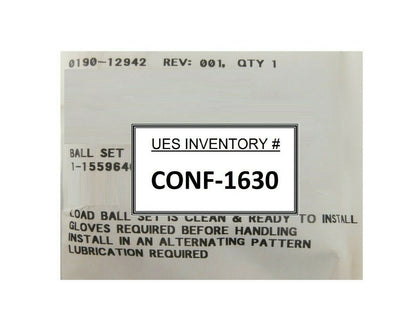 0190-12942 REV: 001, QTY 1
BALL SET
UES INVENTORY #
CONF-1630
LOAD BALL SET IS CLEAN & READY TO INSTALL
GLOVES REQUIRED BEFORE HANDLING
INSTALL IN AN ALTERNATING PATTERN
LUBRICATION REQUIRED